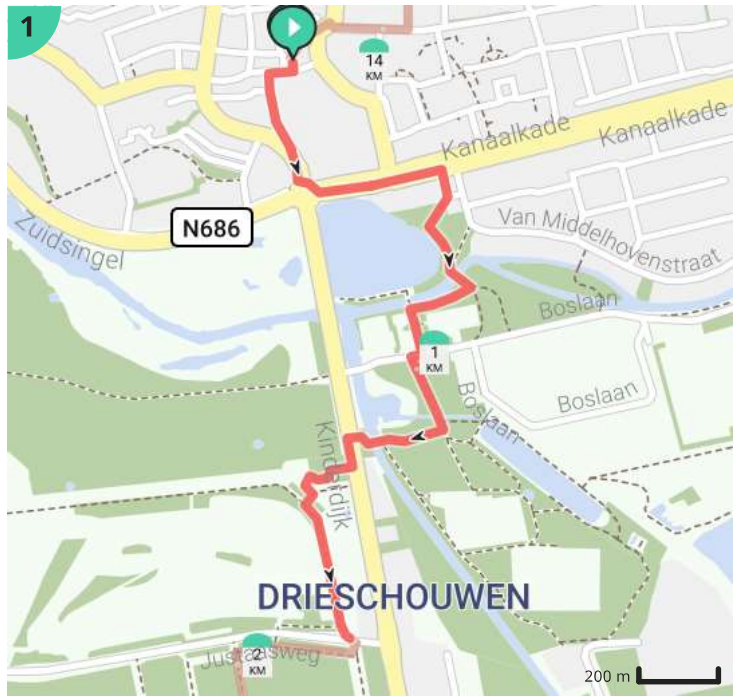 1
14
KM
Kanaalkade
Kanaalkade
N686
Zuidsingel
Van Middelhovenstraat
Boslaan
1
KM
Boslaan
Boslaan
Kinderdijk
DRIESCHOUWEN
2
KM
Justaasweg
200 m